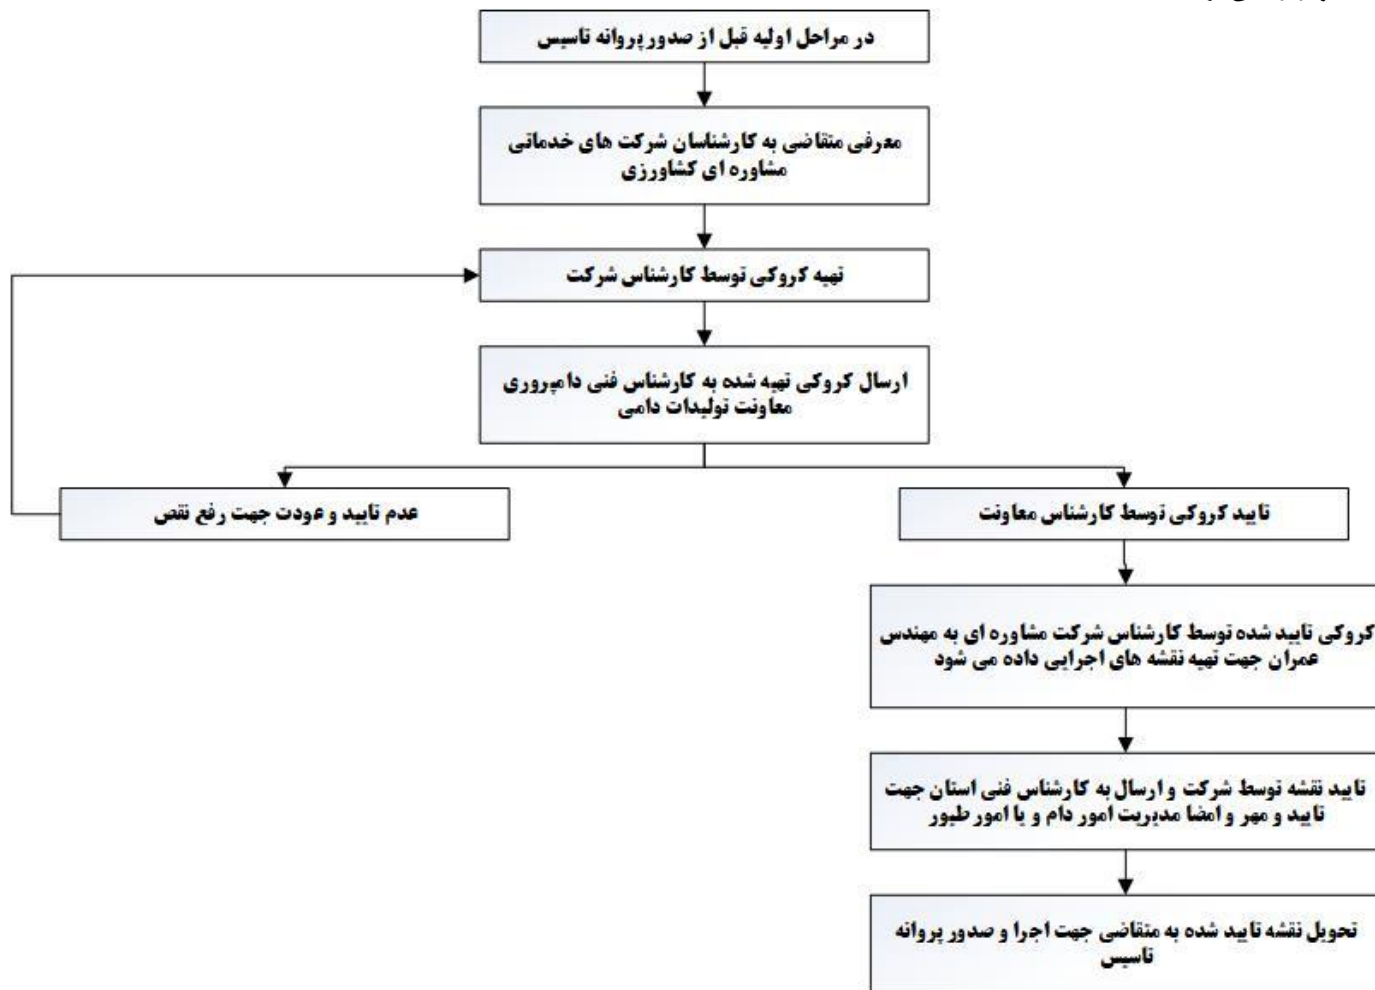 در مراحل اولیه قبل از صدور پروانه تاسیس
معرفی متقاضی به کارشناسان شرکت های خدماتی
مشاوره ای کشاورزی
تهیه کروکی توسط کارشناس شرکت
ارسال کروکی تهیه شده به کارشناس فنی دامپروری
معاونت تولیدات دامی
تایید کروکی توسط کارشناس معاونت
عدم تایید و عودت جهت رفع نقص
کروکی تایید شده توسط کارشناس شرکت مشاوره ای به مهندس
عمران جهت تهیه نقشه های اجرایی داده می شود
تایید نقشه توسط شرکت و ارسال به کارشناس فنی استان جهت
تایید و مهر و امضا مدیریت امور دام و یا امور طیور
تحویل نقشه تایید شده به متقاضی جهت اجرا و صدور پروانه
تاسیس